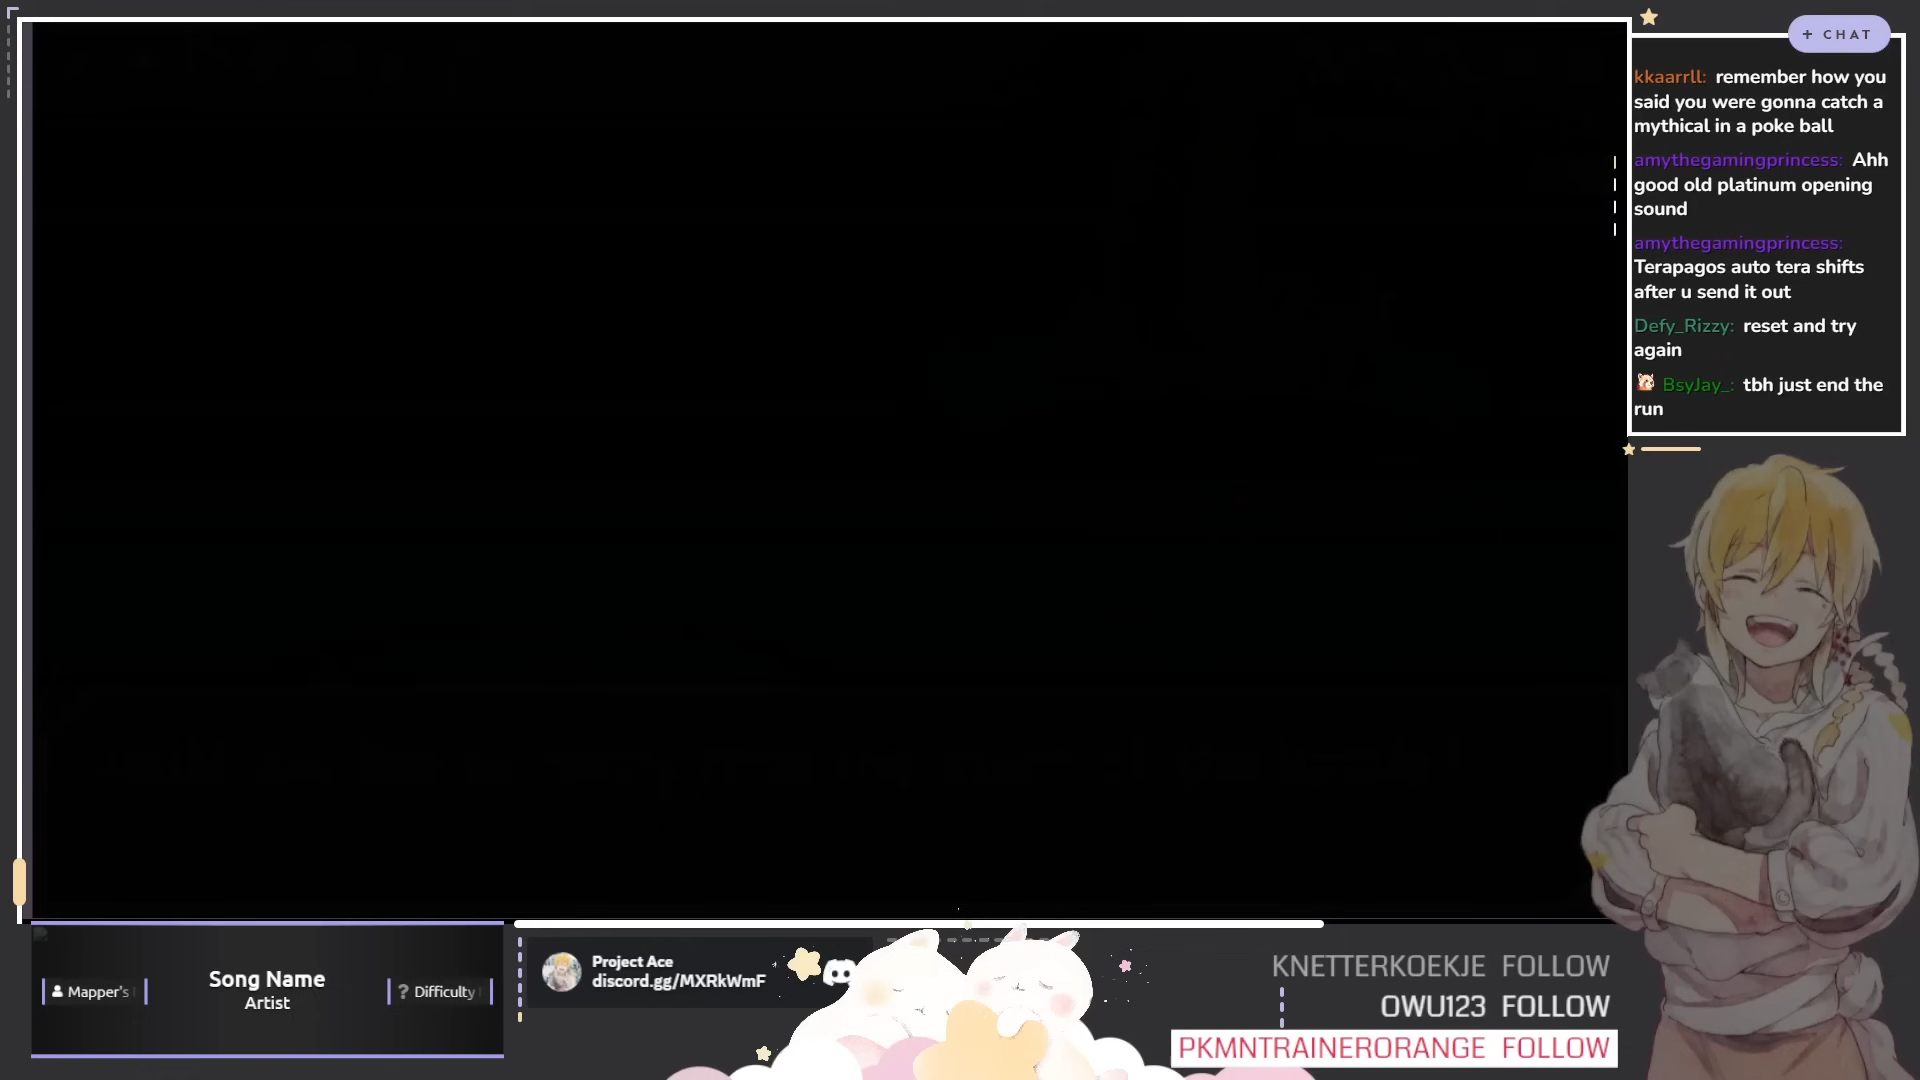 + CHAT
kkaarrll: remember how you
said you were gonna catch a
mythical in a poke ball
amythegamingprincess: Ahh
good old platinum opening
sound
amythegamingprincess:
Terapagos auto tera shifts
after u send it out
Defy_Rizzy: reset and try
again
BsyJay_: tbh just end the
run
Mapper's
Song Name
Artist
? Difficulty
Project Ace
discord.gg/MXRkWmF
KNETTERKOEKJE FOLLOW
OWU123 FOLLOW
PKMNTRAINERORANGE FOLLOW